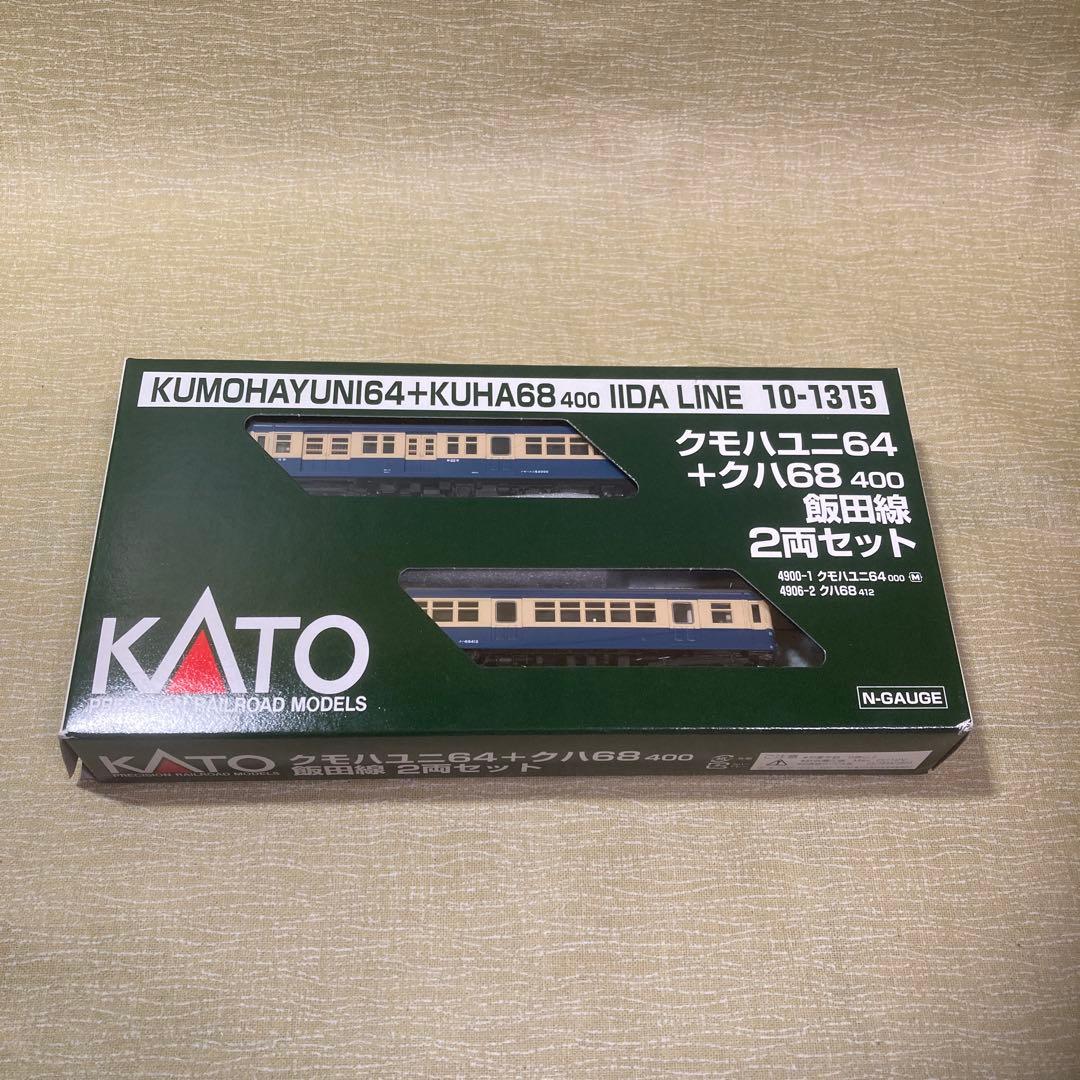 KUMOHAYUNI64+KUHA68 400 IIDA LINE 10-1315
クモハユニ64
+クハ68 400
飯田線
2両セット
4900-1 クモハユニ64 000 M
4906-2 クハ68 412
KATO
PRECISION RAILROAD MODELS
N-GAUGE
KATO
PRECISION RAILROAD MODELS
クモハユニ64+クハ68 400
飯田線 2両セット